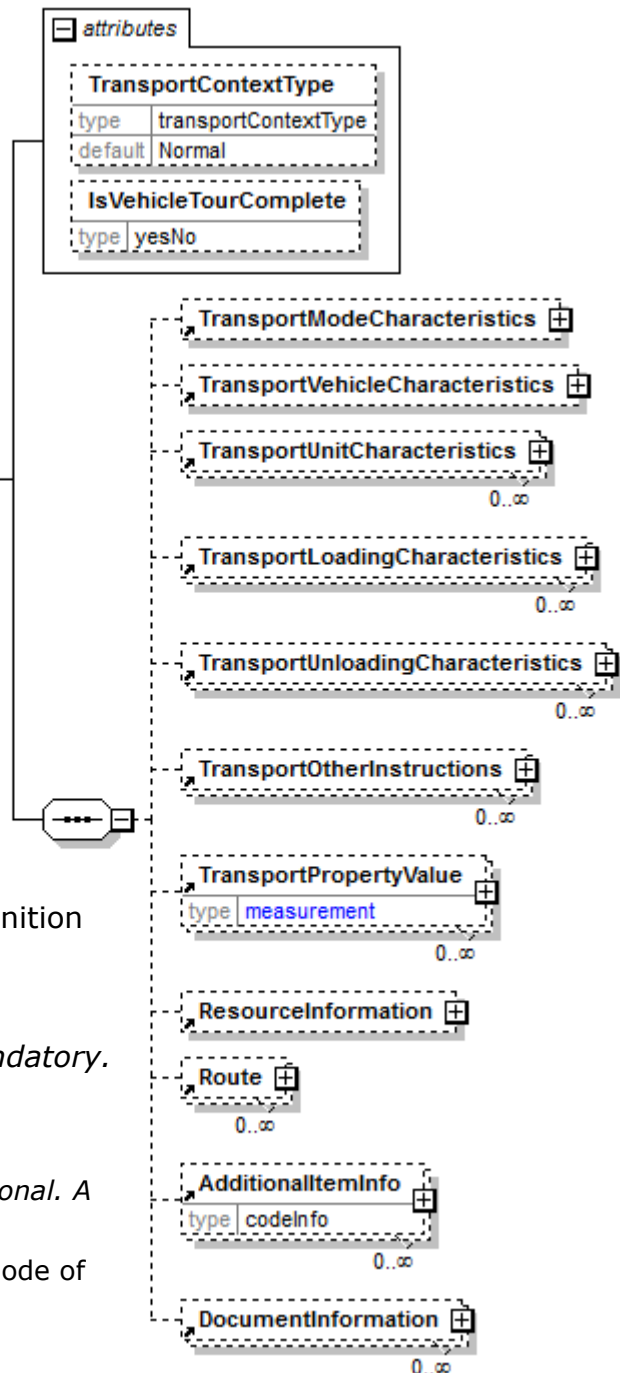 attributes
TransportContextType
type transportContextType
default Normal
IsVehicleTourComplete
type yesNo
TransportModeCharacteristics
TransportVehicleCharacteristics
TransportUnitCharacteristics
0..∞
TransportLoadingCharacteristics
0..∞
TransportUnloadingCharacteristics
0..∞
TransportOtherInstructions
0..∞
TransportPropertyValue
nition
type measurement
0..∞
ResourceInformation
ndatory.
Route
0..∞
AdditionalItemInfo
onal. A
type codeInfo
0..∞
ode of
DocumentInformation
0..∞